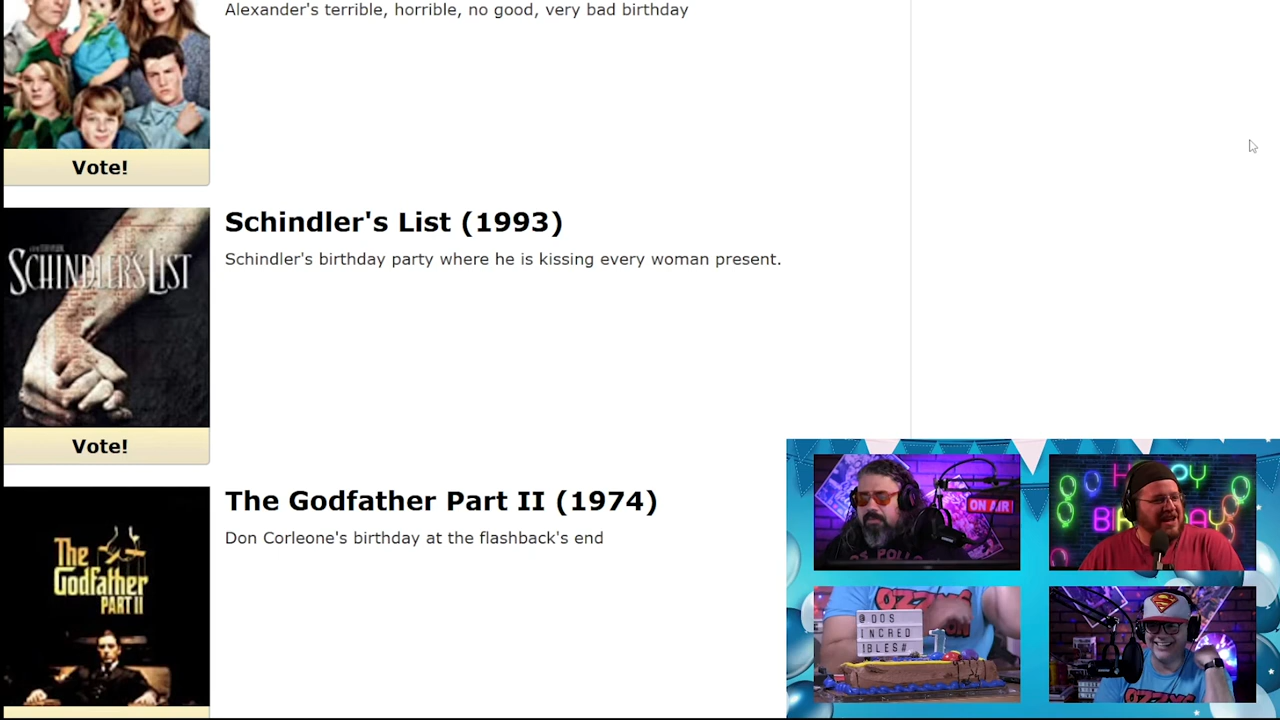 Alexander's terrible, horrible, no good, very bad birthday
Vote!
Schindler's List (1993)
Schindler's birthday party where he is kissing every woman present.
SCHINDLER'S LIST
Vote!
The Godfather Part II (1974)
Don Corleone's birthday at the flashback's end
The
Godfather
PART II
ON AIR
BIRTHDAY
@DOS
INCRED
IBLES#
1